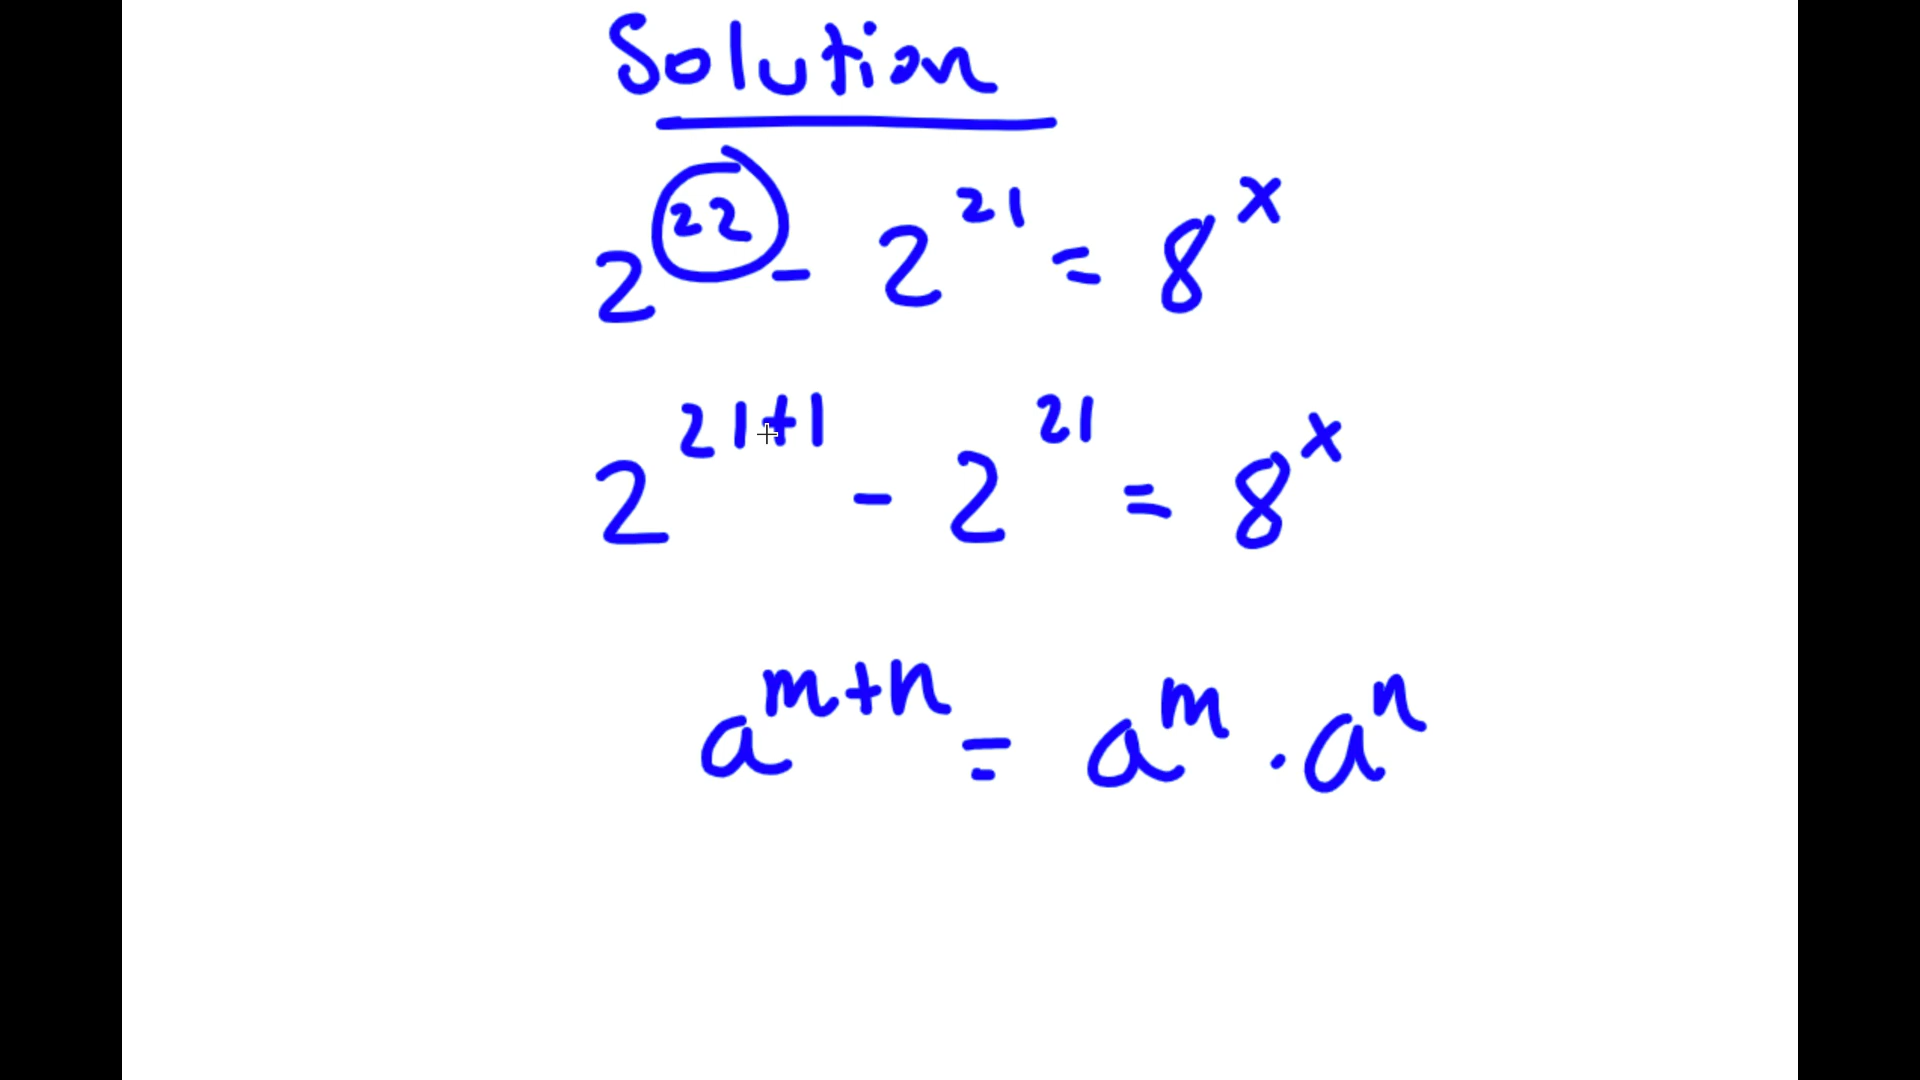 Solution
2^22 - 2^21 = 8^x
2^21+1 - 2^21 = 8^x
a^m+n = a^m . a^n